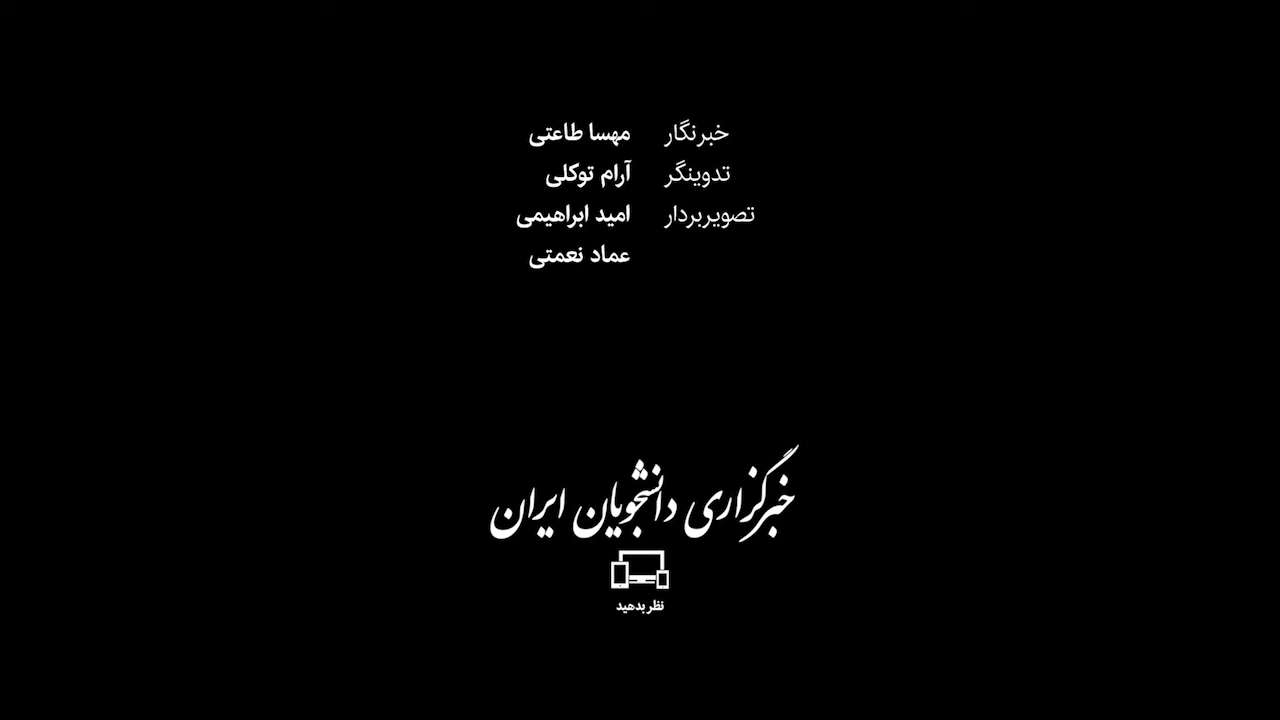 خبرنگار مهسا طاعتی
تدوینگر آرام توکلی
تصویربردار امید ابراهیمی
عماد نعمتی
خبرگزاری دانشجویان ایران
نظر بدهید